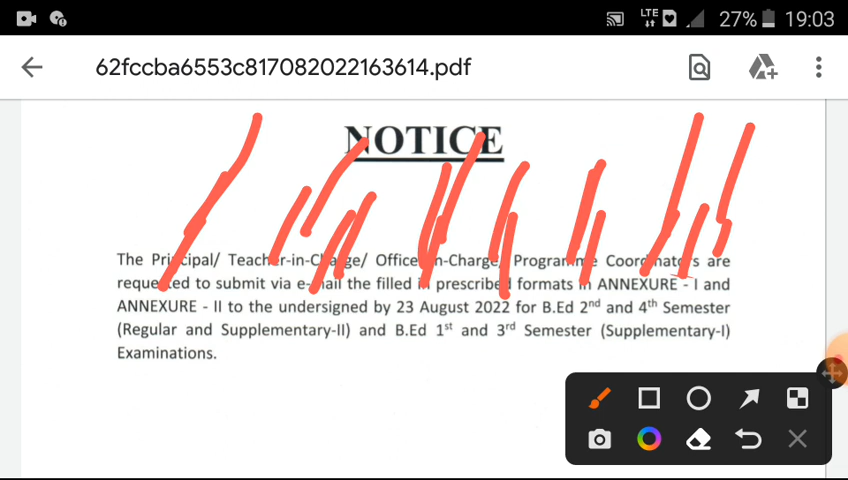 LTE 27% 19:03
62fccba6553c817082022163614.pdf
NOTICE
The Principal/ Teacher-in-Charge/ Officer-in-Charge/ Programme Coordinators are
requested to submit via e-mail the filled in prescribed formats in ANNEXURE - I and
ANNEXURE - II to the undersigned by 23 August 2022 for B.Ed 2nd and 4th Semester
(Regular and Supplementary-II) and B.Ed 1st and 3rd Semester (Supplementary-I)
Examinations.